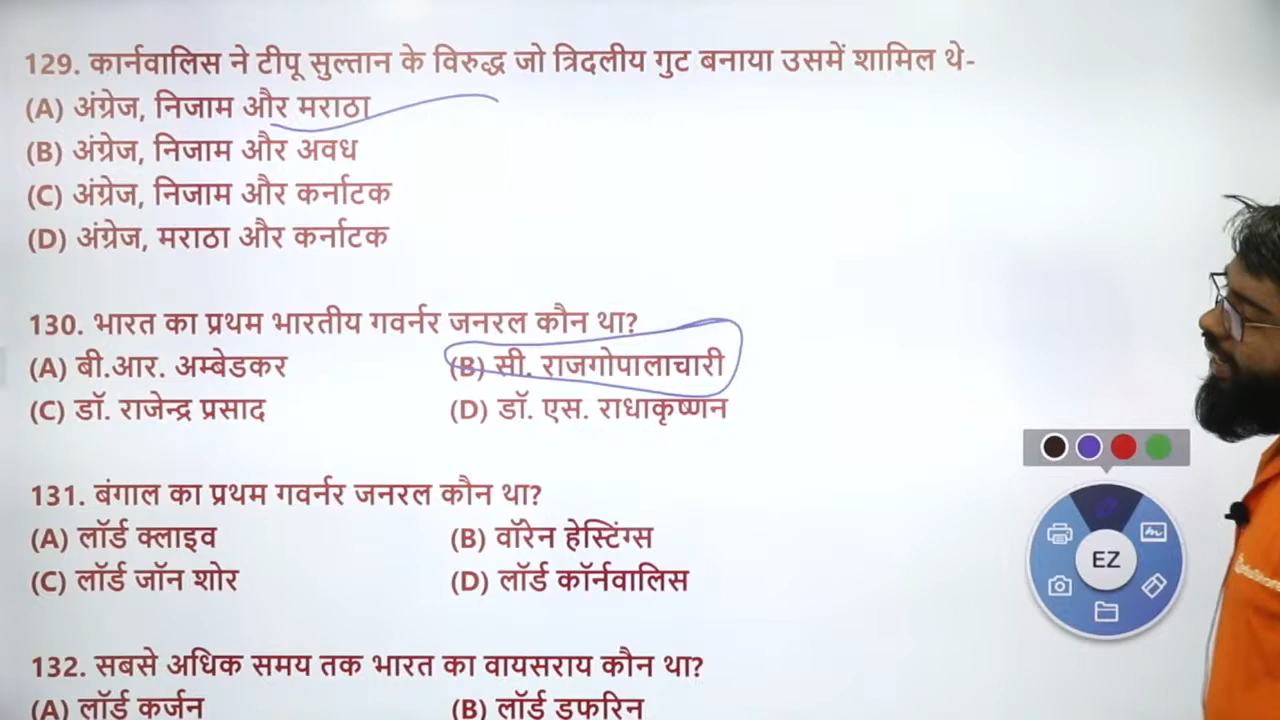 129. कार्नवालिस ने टीपू सुल्तान के विरुद्ध जो त्रिदलीय गुट बनाया उसमें शामिल थे-
(A) अंग्रेज, निजाम और मराठा
(B) अंग्रेज, निजाम और अवध
(C) अंग्रेज, निजाम और कर्नाटक
(D) अंग्रेज, मराठा और कर्नाटक
130. भारत का प्रथम भारतीय गवर्नर जनरल कौन था?
(A) बी.आर. अम्बेडकर (B) सी. राजगोपालाचारी
(C) डॉ. राजेन्द्र प्रसाद (D) डॉ. एस. राधाकृष्णन
131. बंगाल का प्रथम गवर्नर जनरल कौन था?
(A) लॉर्ड क्लाइव (B) वॉरेन हेस्टिंग्स
(C) लॉर्ड जॉन शोर (D) लॉर्ड कॉर्नवालिस
EZ
132. सबसे अधिक समय तक भारत का वायसराय कौन था?
(A) लॉर्ड कर्जन (B) लॉर्ड डफरिन